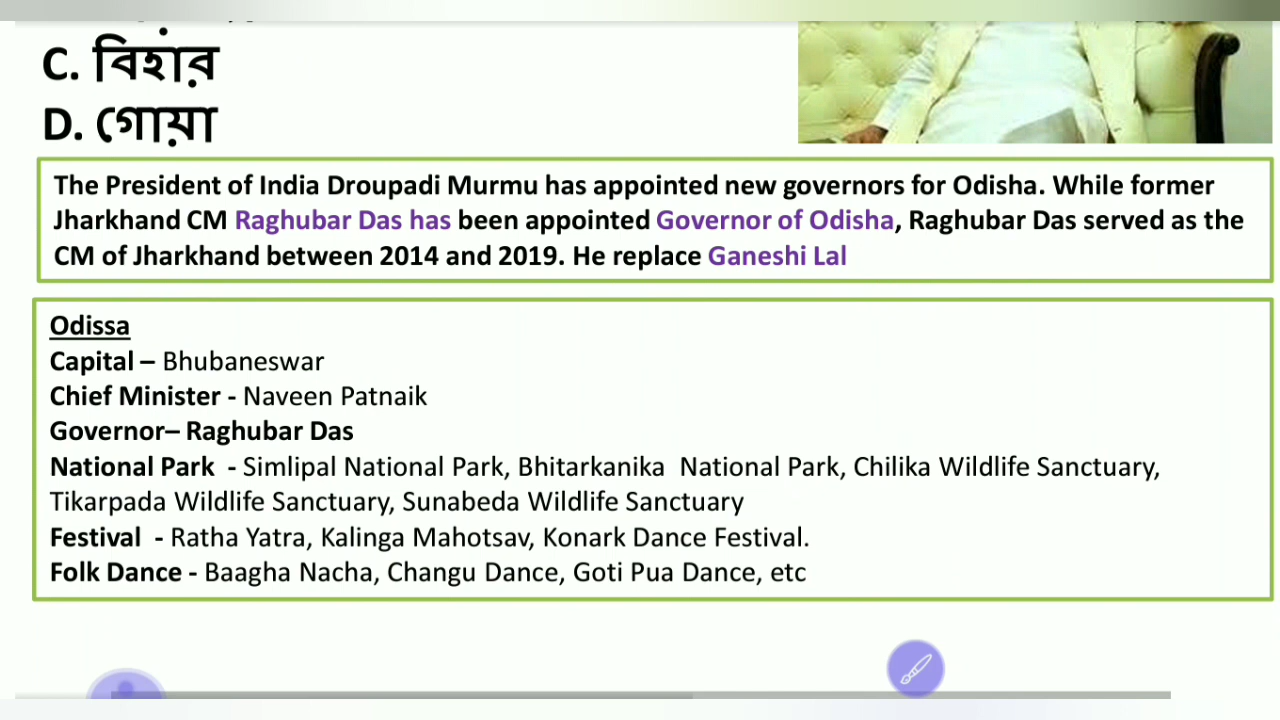 C. বিহার
D. গোয়া
The President of India Droupadi Murmu has appointed new governors for Odisha. While former
Jharkhand CM Raghubar Das has been appointed Governor of Odisha, Raghubar Das served as the
CM of Jharkhand between 2014 and 2019. He replace Ganeshi Lal
Odissa
Capital – Bhubaneswar
Chief Minister - Naveen Patnaik
Governor– Raghubar Das
National Park - Simlipal National Park, Bhitarkanika National Park, Chilika Wildlife Sanctuary,
Tikarpada Wildlife Sanctuary, Sunabeda Wildlife Sanctuary
Festival - Ratha Yatra, Kalinga Mahotsav, Konark Dance Festival.
Folk Dance - Baagha Nacha, Changu Dance, Goti Pua Dance, etc